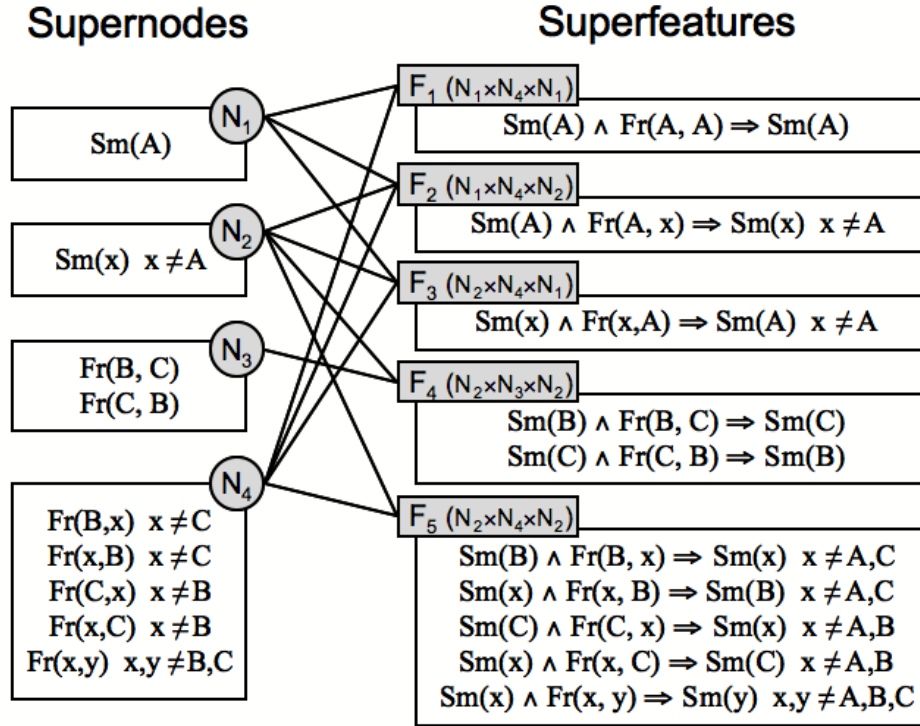 Supernodes
Superfeatures
N₁
Sm(A)
N₂
Sm(x) x ≠ A
N₃
Fr(B, C)
Fr(C, B)
N₄
Fr(B,x) x ≠ C
Fr(x,B) x ≠ C
Fr(C,x) x ≠ B
Fr(x,C) x ≠ B
Fr(x,y) x,y ≠ B,C
F₁ (N₁×N₄×N₁)
Sm(A) ∧ Fr(A, A) ⇒ Sm(A)
F₂ (N₁×N₄×N₂)
Sm(A) ∧ Fr(A, x) ⇒ Sm(x) x ≠ A
F₃ (N₂×N₄×N₁)
Sm(x) ∧ Fr(x,A) ⇒ Sm(A) x ≠ A
F₄ (N₂×N₃×N₂)
Sm(B) ∧ Fr(B, C) ⇒ Sm(C)
Sm(C) ∧ Fr(C, B) ⇒ Sm(B)
F₅ (N₂×N₄×N₂)
Sm(B) ∧ Fr(B, x) ⇒ Sm(x) x ≠ A,C
Sm(x) ∧ Fr(x, B) ⇒ Sm(B) x ≠ A,C
Sm(C) ∧ Fr(C, x) ⇒ Sm(x) x ≠ A,B
Sm(x) ∧ Fr(x, C) ⇒ Sm(C) x ≠ A,B
Sm(x) ∧ Fr(x, y) ⇒ Sm(y) x,y ≠ A,B,C